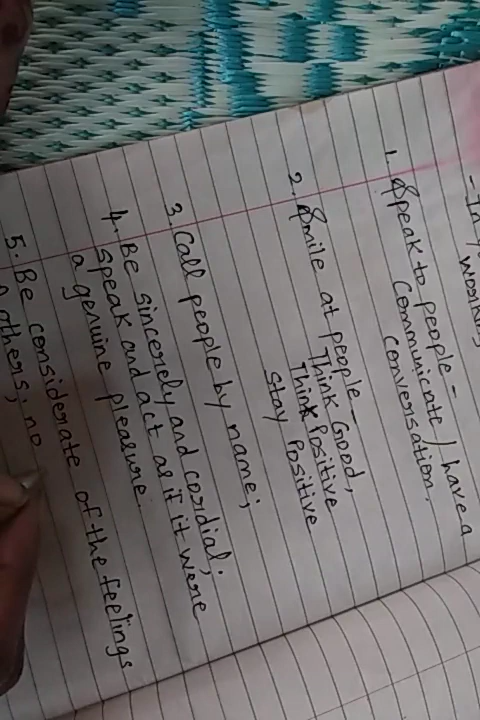 - In
working
1. Speak to people -
Communicate / have a
conversation.
2. Smile at people -
Think Good,
Think Positive
Stay Positive
3. Call people by name;
4. Be sincerely and cordial;
speak and act as if it were
a genuine pleasure.
5. Be considerate of the feelings
others; no